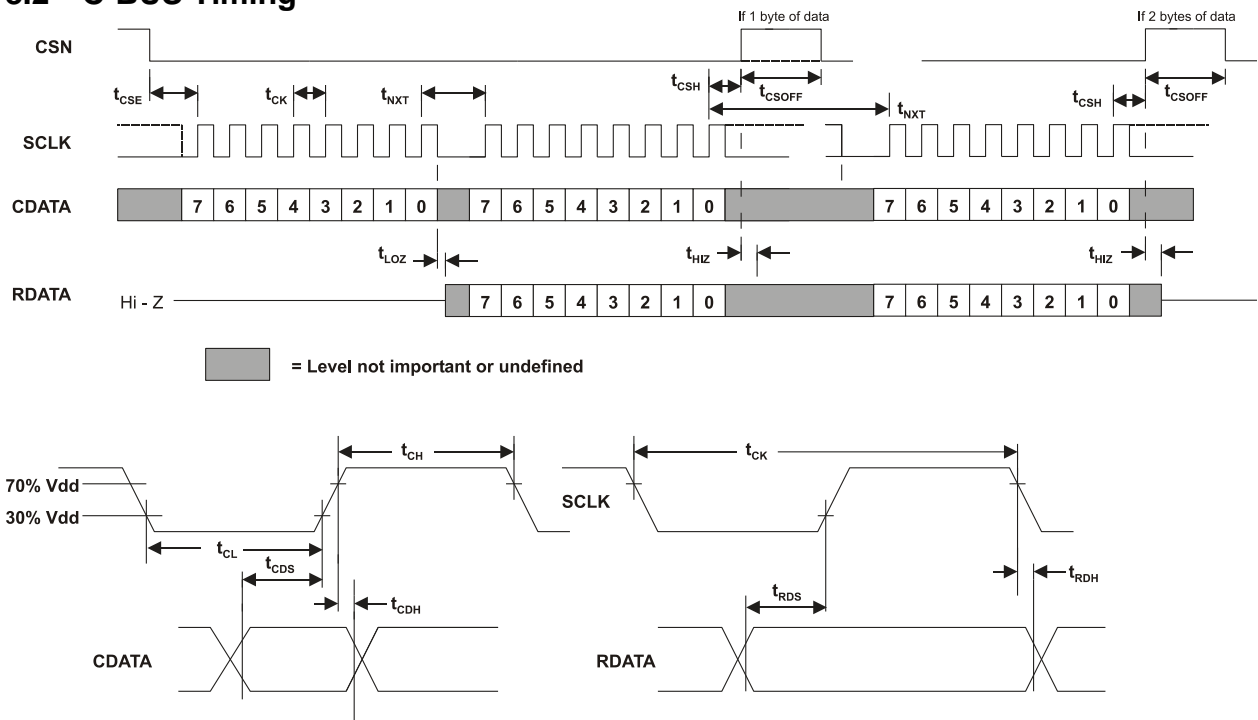 C-BUS Timing
If 1 byte of data
If 2 bytes of data
CSN
tCSE
tCK
tNXT
tCSH
tCSOFF
tNXT
tCSH
tCSOFF
SCLK
CDATA
7 6 5 4 3 2 1 0
7 6 5 4 3 2 1 0
7 6 5 4 3 2 1 0
tLOZ
tHIZ
tHIZ
RDATA
Hi - Z
7 6 5 4 3 2 1 0
7 6 5 4 3 2 1 0
= Level not important or undefined
tCH
tCK
70% Vdd
30% Vdd
SCLK
tCL
tCDS
tCDH
tRDS
tRDH
CDATA
RDATA